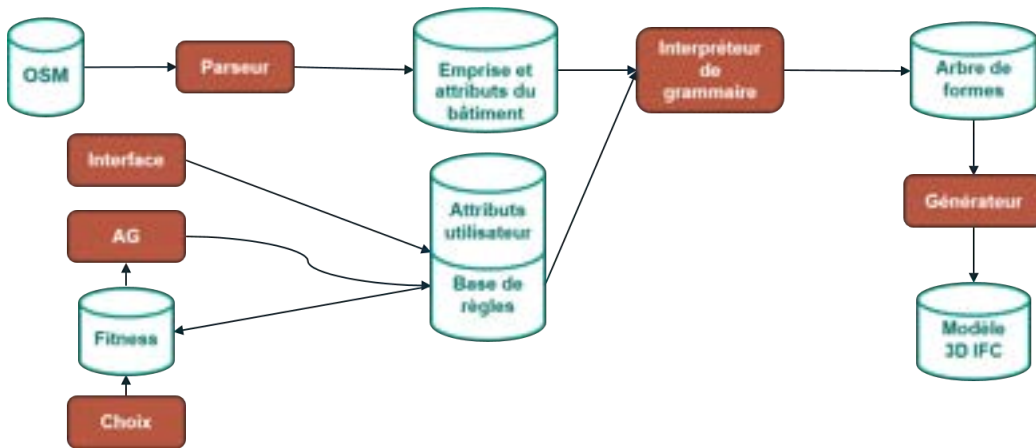 OSM
Parseur
Emprise et
attributs du
bâtiment
Interpréteur
de
grammaire
Arbre de
formes
Interface
Attributs
utilisateur
Générateur
AG
Base de
règles
Fitness
Modèle
3D IFC
Choix